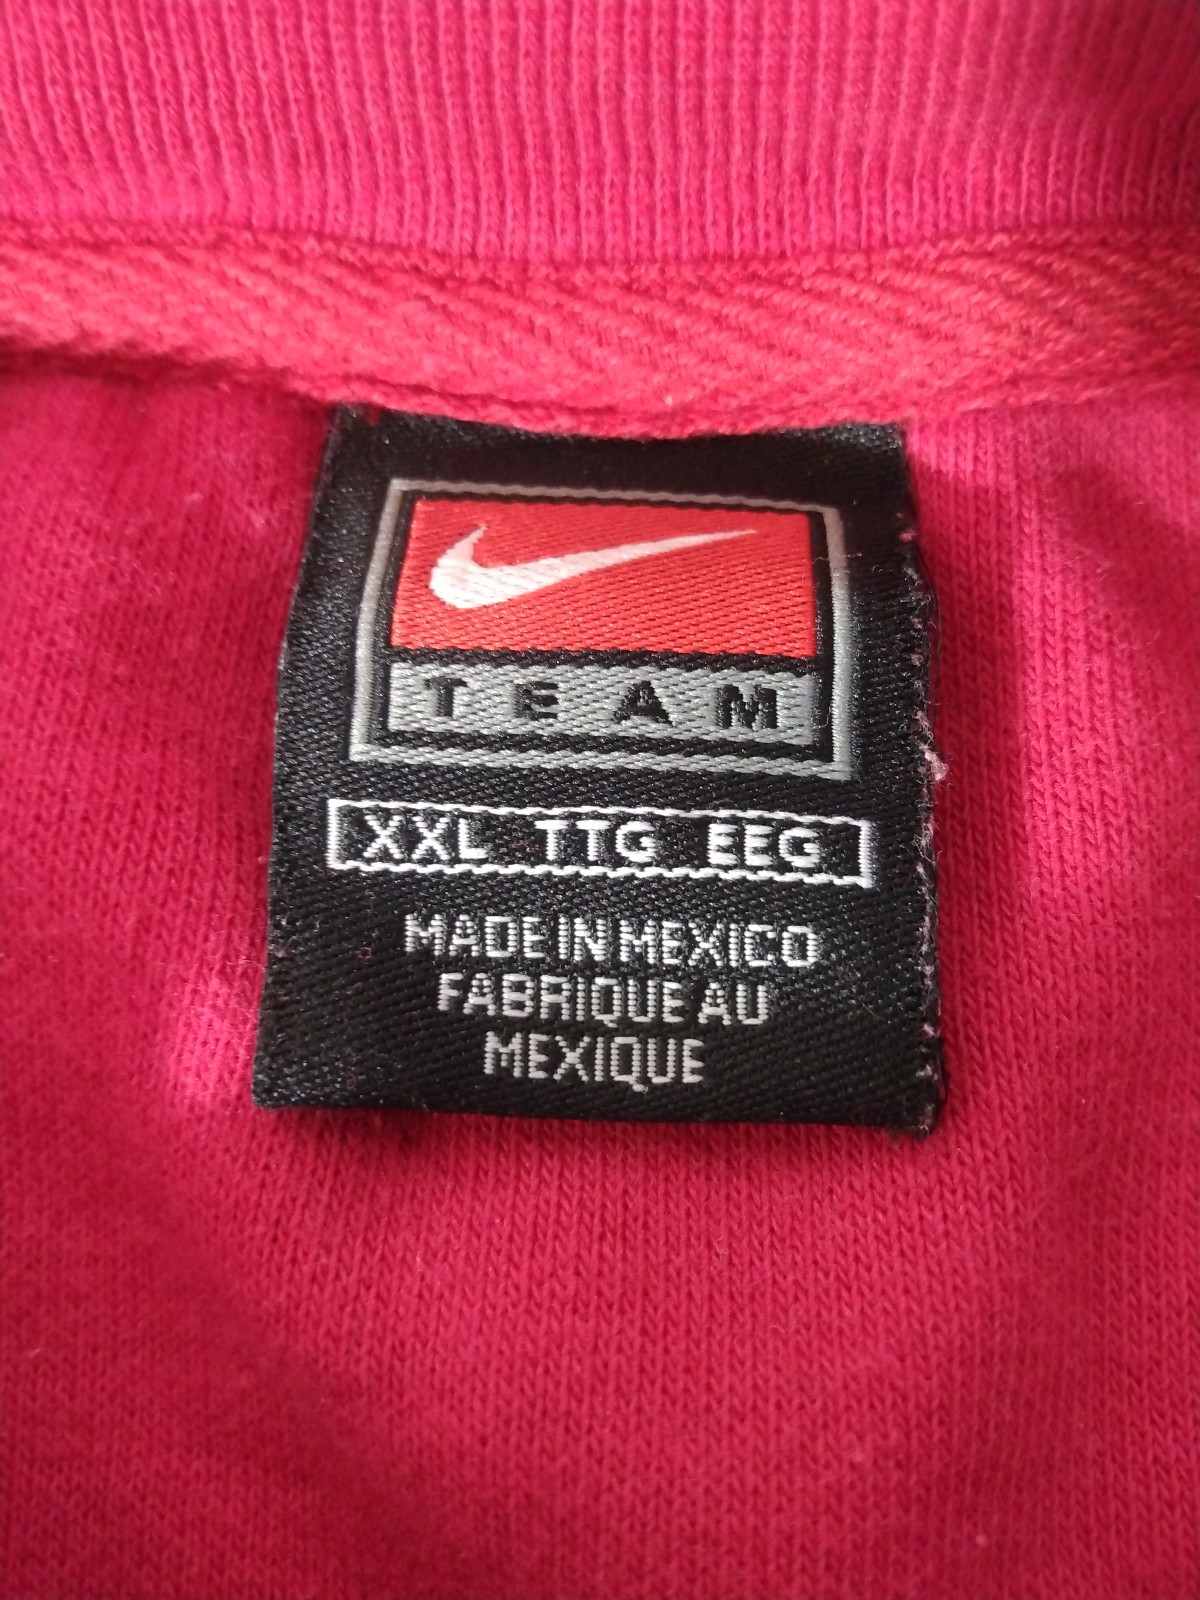 TEAM
XXL TTG EEG
MADE IN MEXICO
FABRIQUE AU
MEXIQUE